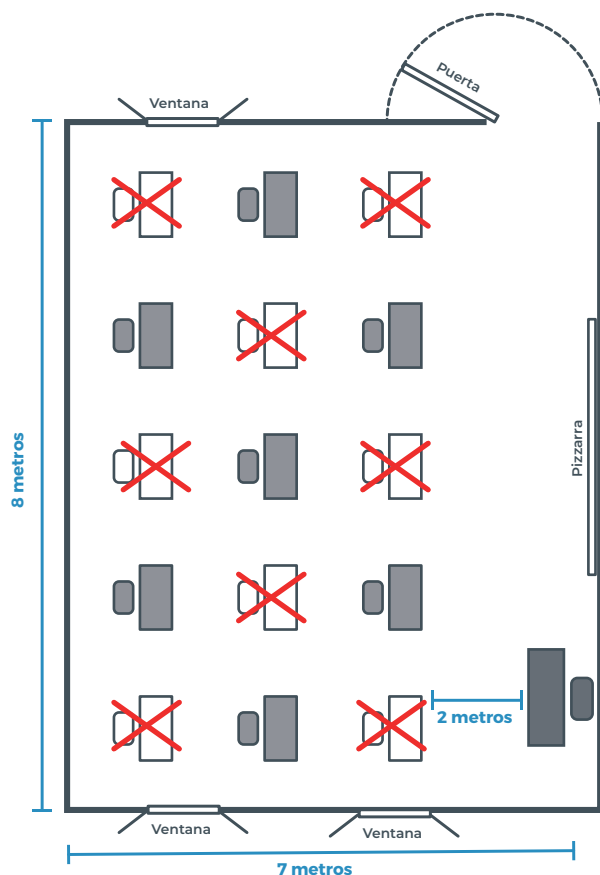 Puerta
Ventana
8 metros
Pizzarra
2 metros
Ventana
Ventana
7 metros